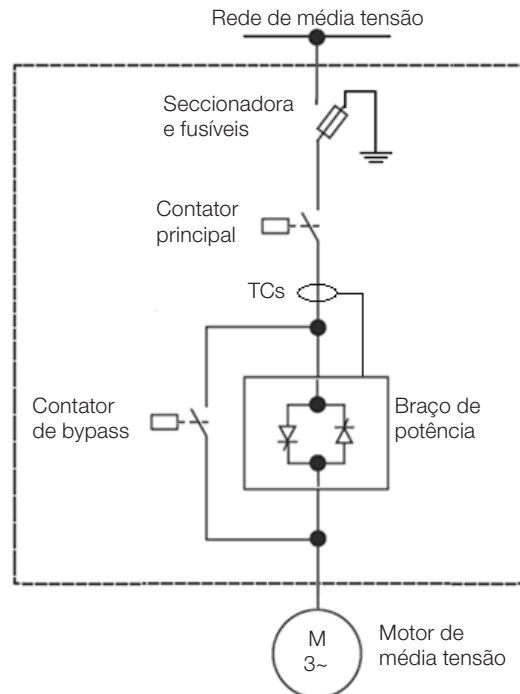 Rede de média tensão
Seccionadora
e fusíveis
Contator
principal
TCs
Contator
de bypass
Braço de
potência
M
3~
Motor de
média tensão